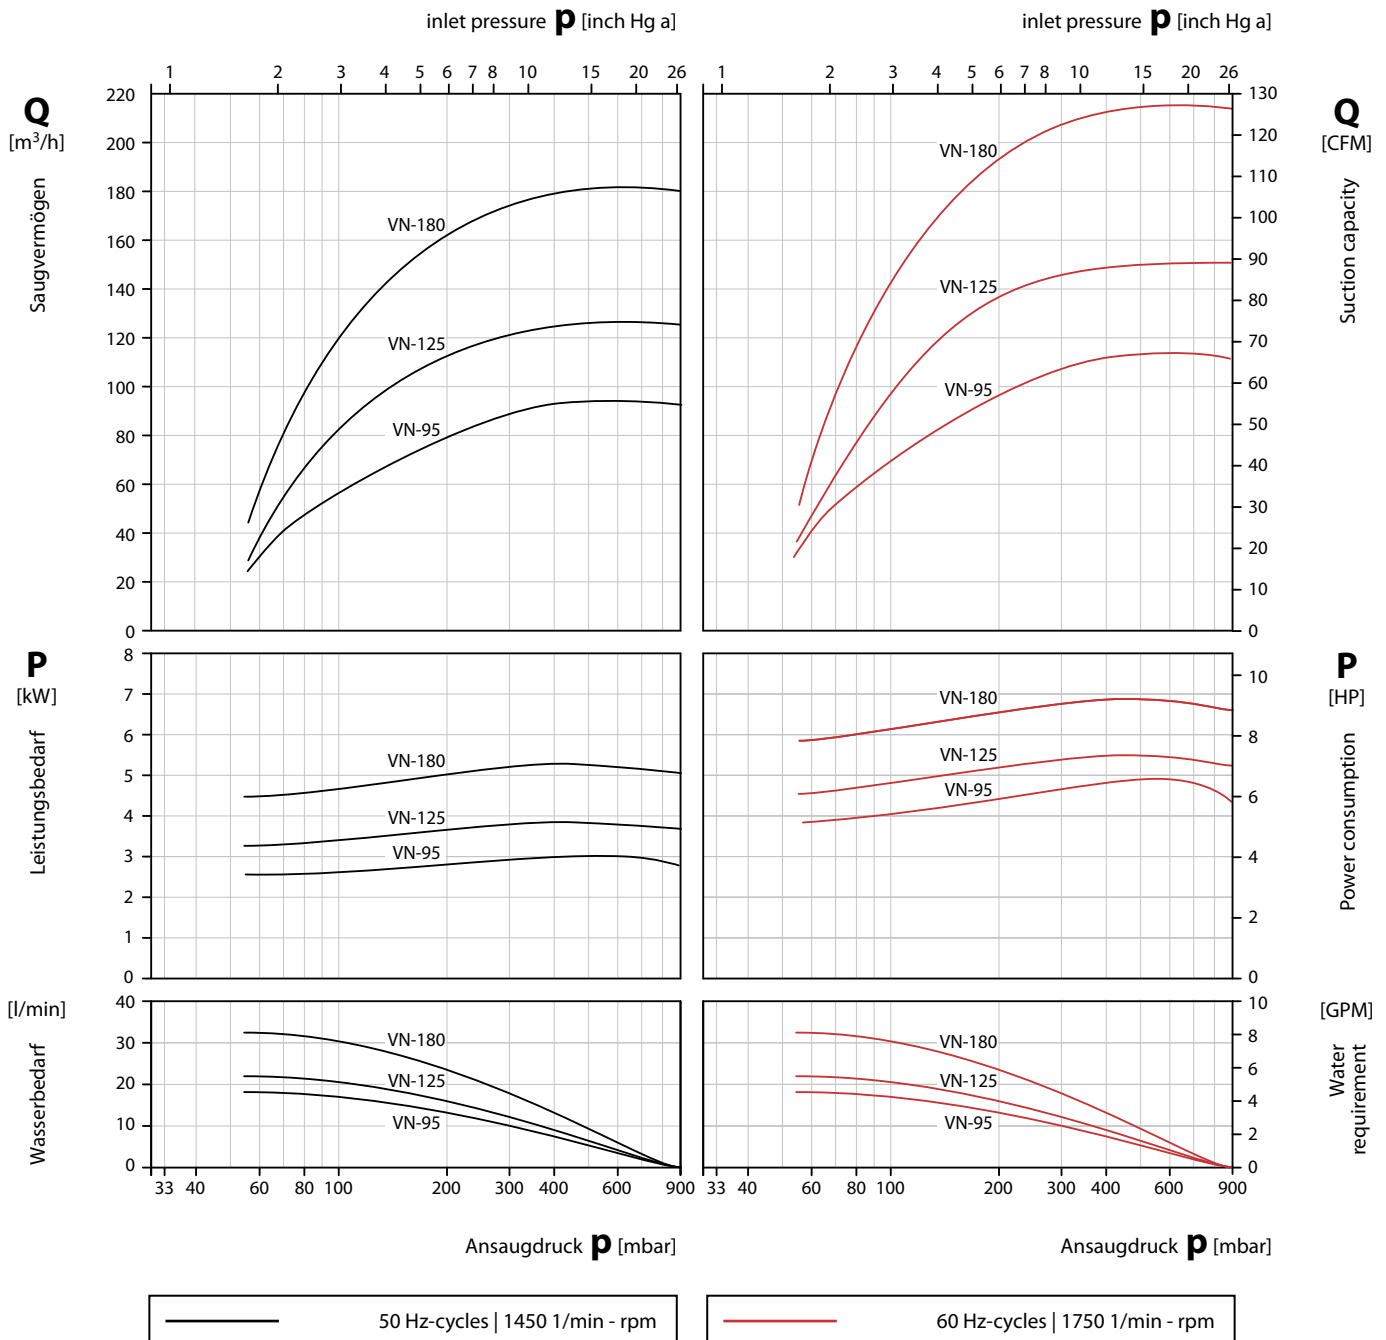 inlet pressure p [inch Hg a]
inlet pressure p [inch Hg a]
1 2 3 4 5 6 7 8 10 15 20 26
1 2 3 4 5 6 7 8 10 15 20 26
Q
[m³/h]
Saugvermögen
220
200
180
160
140
120
100
80
60
40
20
0
VN-180
VN-125
VN-95
VN-180
VN-125
VN-95
130
120
110
100
90
80
70
60
50
40
30
20
10
0
Q
[CFM]
Suction capacity
P
[kW]
Leistungsbedarf
8
7
6
5
4
3
2
1
0
VN-180
VN-125
VN-95
VN-180
VN-125
VN-95
10
8
6
4
2
0
P
[HP]
Power consumption
[l/min]
Wasserbedarf
40
30
20
10
0
VN-180
VN-125
VN-95
VN-180
VN-125
VN-95
10
8
6
4
2
0
[GPM]
Water
requirement
33 40 60 80 100 200 300 400 600 900
33 40 60 80 100 200 300 400 600 900
Ansaugdruck p [mbar]
Ansaugdruck p [mbar]
50 Hz-cycles | 1450 1/min - rpm
60 Hz-cycles | 1750 1/min - rpm